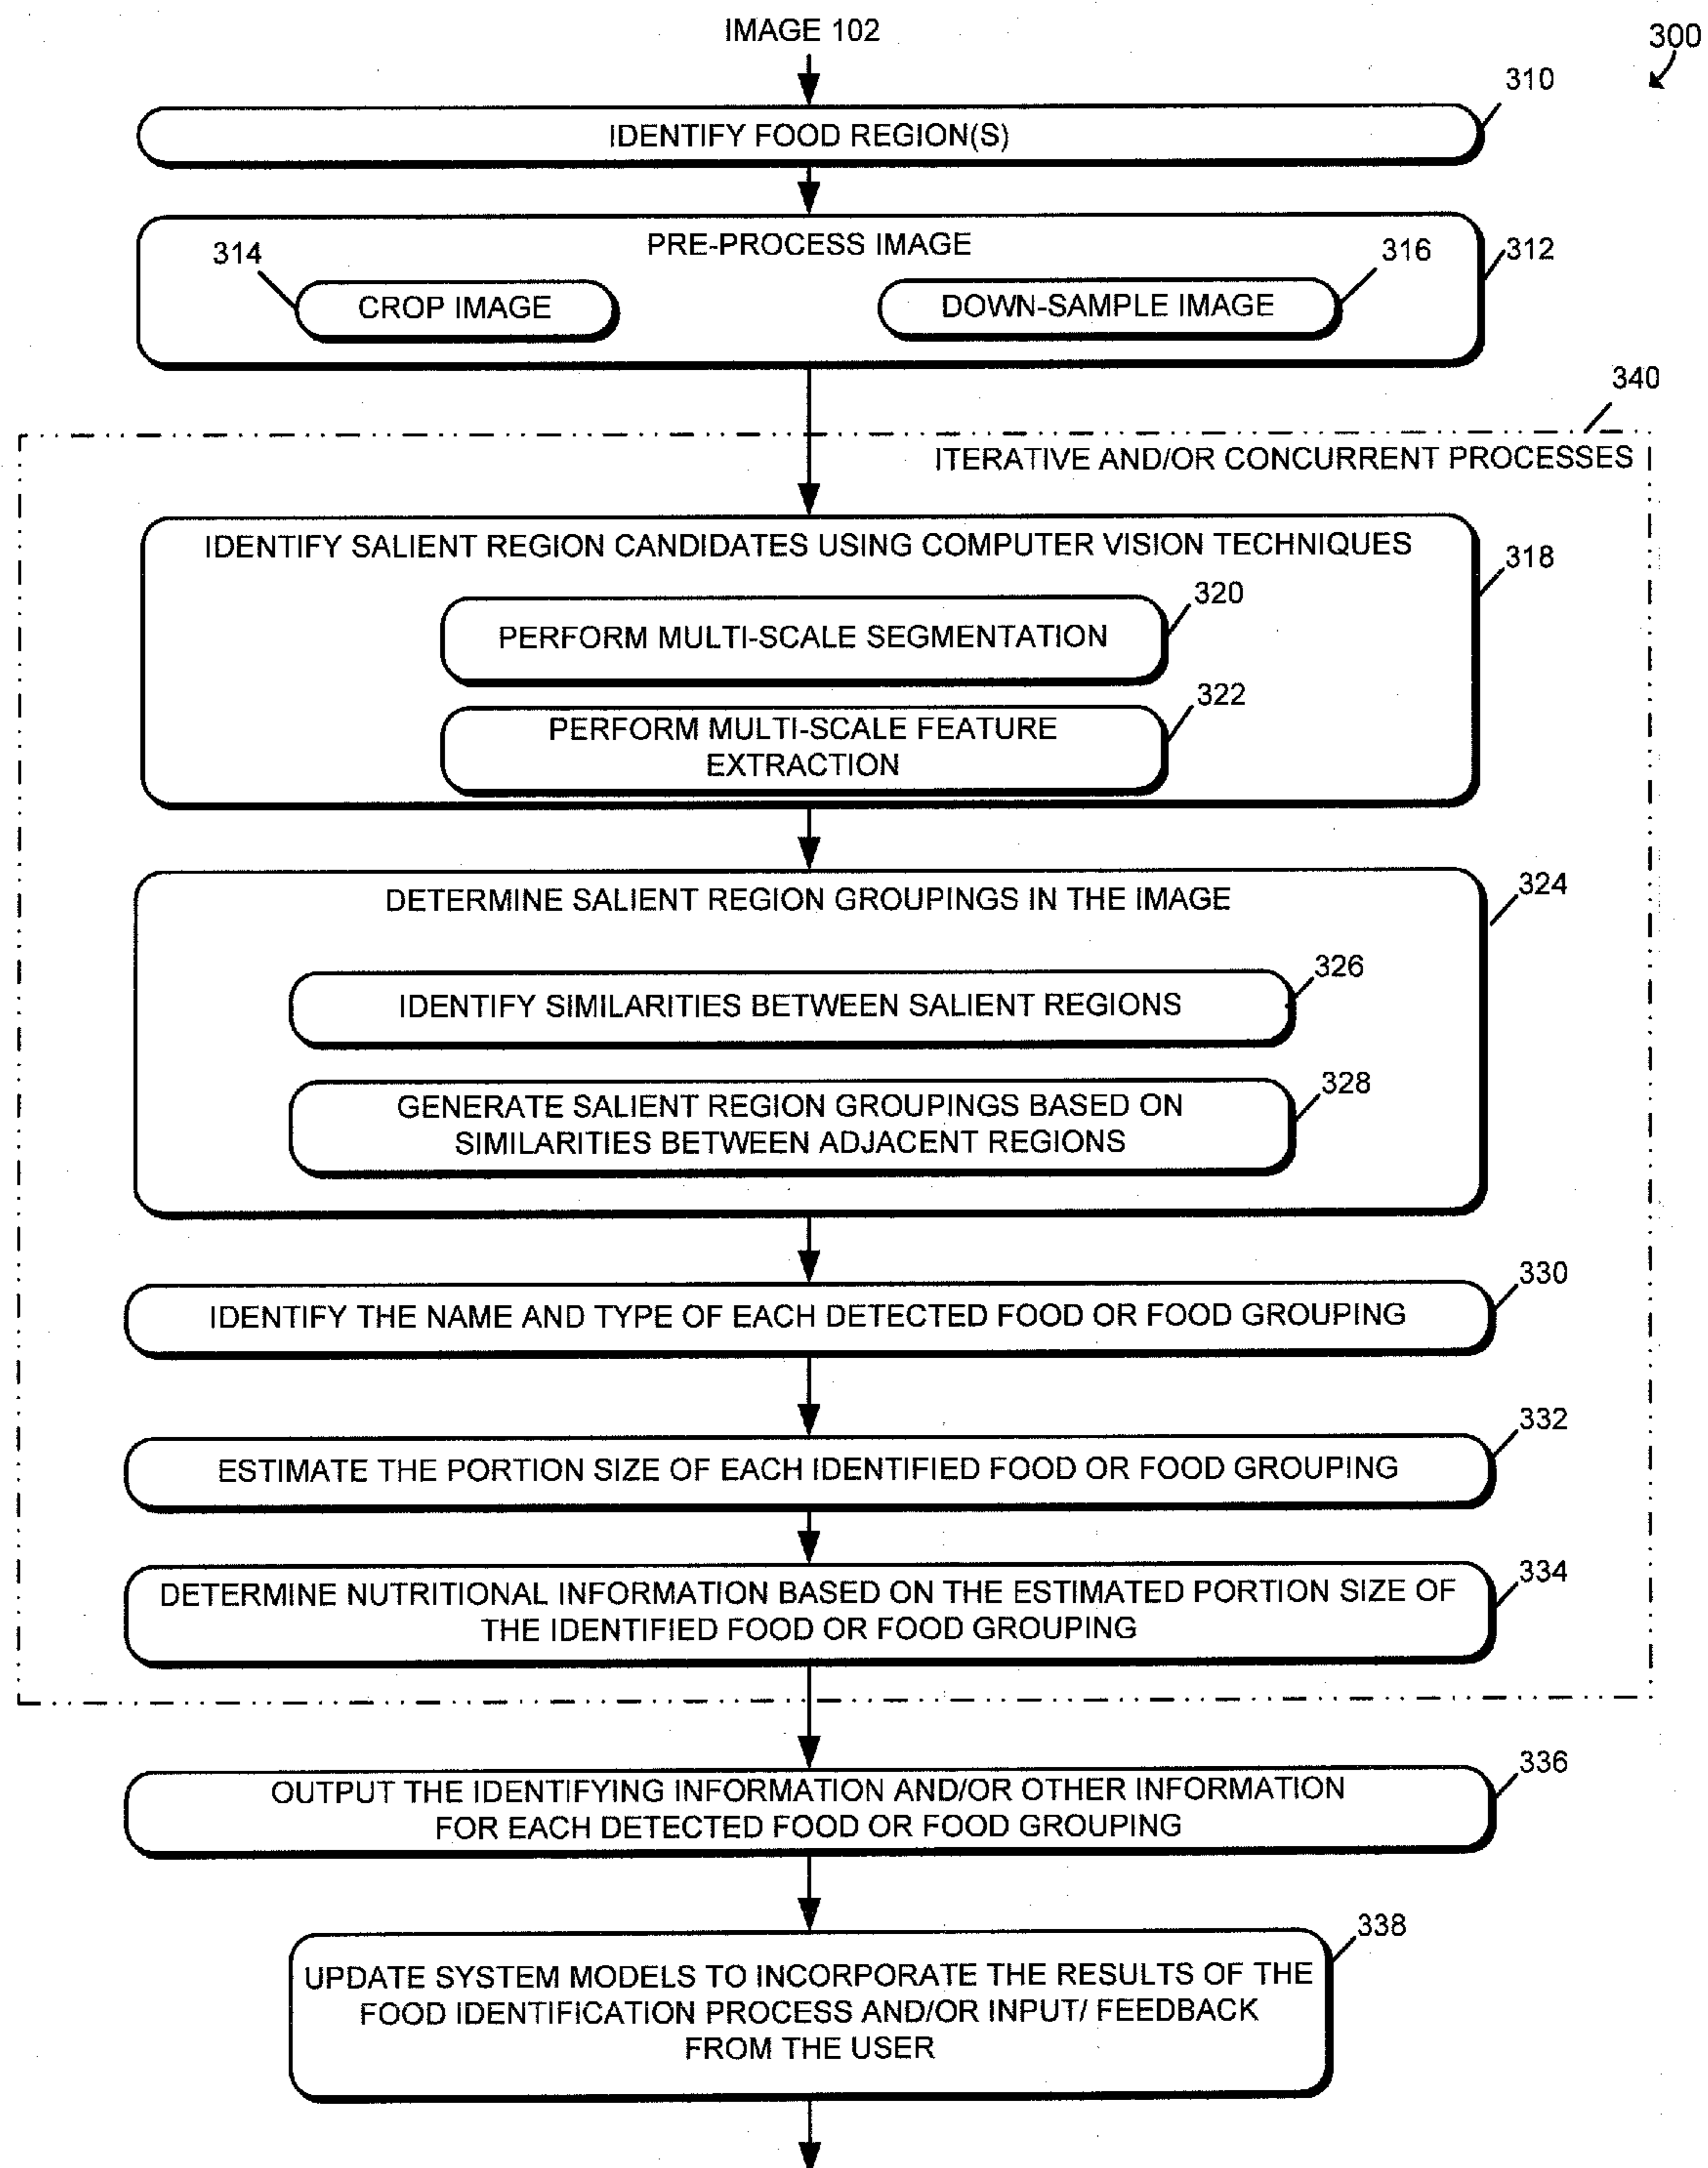 IMAGE 102
300
310
IDENTIFY FOOD REGION(S)
PRE-PROCESS IMAGE
312
314
CROP IMAGE
316
DOWN-SAMPLE IMAGE
340
ITERATIVE AND/OR CONCURRENT PROCESSES
IDENTIFY SALIENT REGION CANDIDATES USING COMPUTER VISION TECHNIQUES
318
320
PERFORM MULTI-SCALE SEGMENTATION
322
PERFORM MULTI-SCALE FEATURE
EXTRACTION
324
DETERMINE SALIENT REGION GROUPINGS IN THE IMAGE
326
IDENTIFY SIMILARITIES BETWEEN SALIENT REGIONS
328
GENERATE SALIENT REGION GROUPINGS BASED ON
SIMILARITIES BETWEEN ADJACENT REGIONS
330
IDENTIFY THE NAME AND TYPE OF EACH DETECTED FOOD OR FOOD GROUPING
332
ESTIMATE THE PORTION SIZE OF EACH IDENTIFIED FOOD OR FOOD GROUPING
334
DETERMINE NUTRITIONAL INFORMATION BASED ON THE ESTIMATED PORTION SIZE OF
THE IDENTIFIED FOOD OR FOOD GROUPING
336
OUTPUT THE IDENTIFYING INFORMATION AND/OR OTHER INFORMATION
FOR EACH DETECTED FOOD OR FOOD GROUPING
338
UPDATE SYSTEM MODELS TO INCORPORATE THE RESULTS OF THE
FOOD IDENTIFICATION PROCESS AND/OR INPUT/ FEEDBACK
FROM THE USER